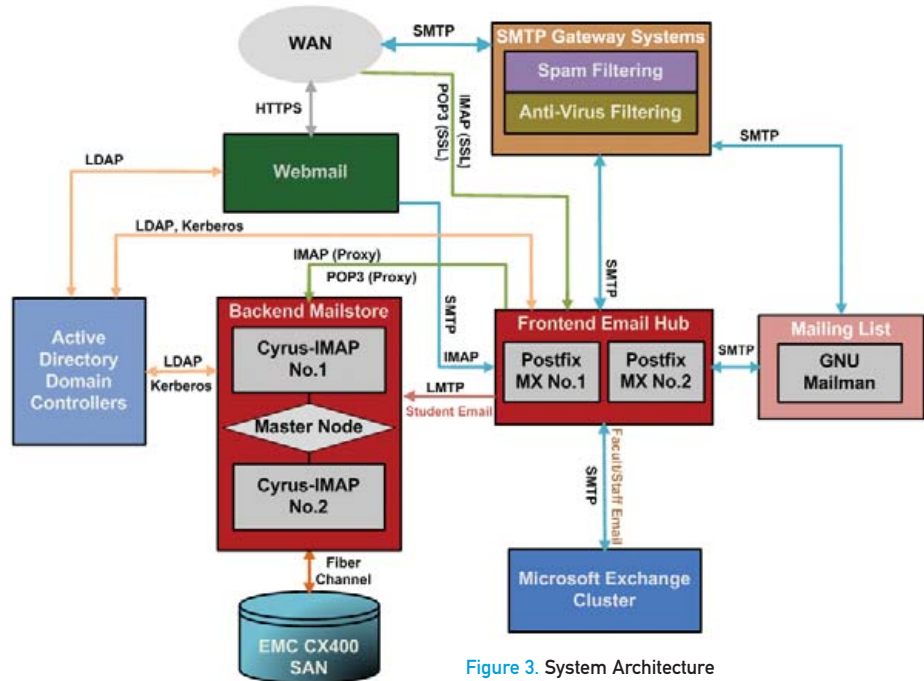 WAN
SMTP
SMTP Gateway Systems
Spam Filtering
Anti-Virus Filtering
HTTPS
POP3 (SSL)
IMAP (SSL)
SMTP
LDAP
Webmail
SMTP
LDAP, Kerberos
IMAP (Proxy)
POP3 (Proxy)
SMTP
IMAP
Active
Directory
Domain
Controllers
LDAP
Kerberos
Backend Mailstore
Cyrus-IMAP
No.1
Master Node
Cyrus-IMAP
No.2
LMTP
Student Email
Frontend Email Hub
Postfix
MX No.1
Postfix
MX No.2
SMTP
Mailing List
GNU
Mailman
SMTP
Facult/Staff Email
Fiber
Channel
Microsoft Exchange
Cluster
EMC CX400
SAN
Figure 3. System Architecture